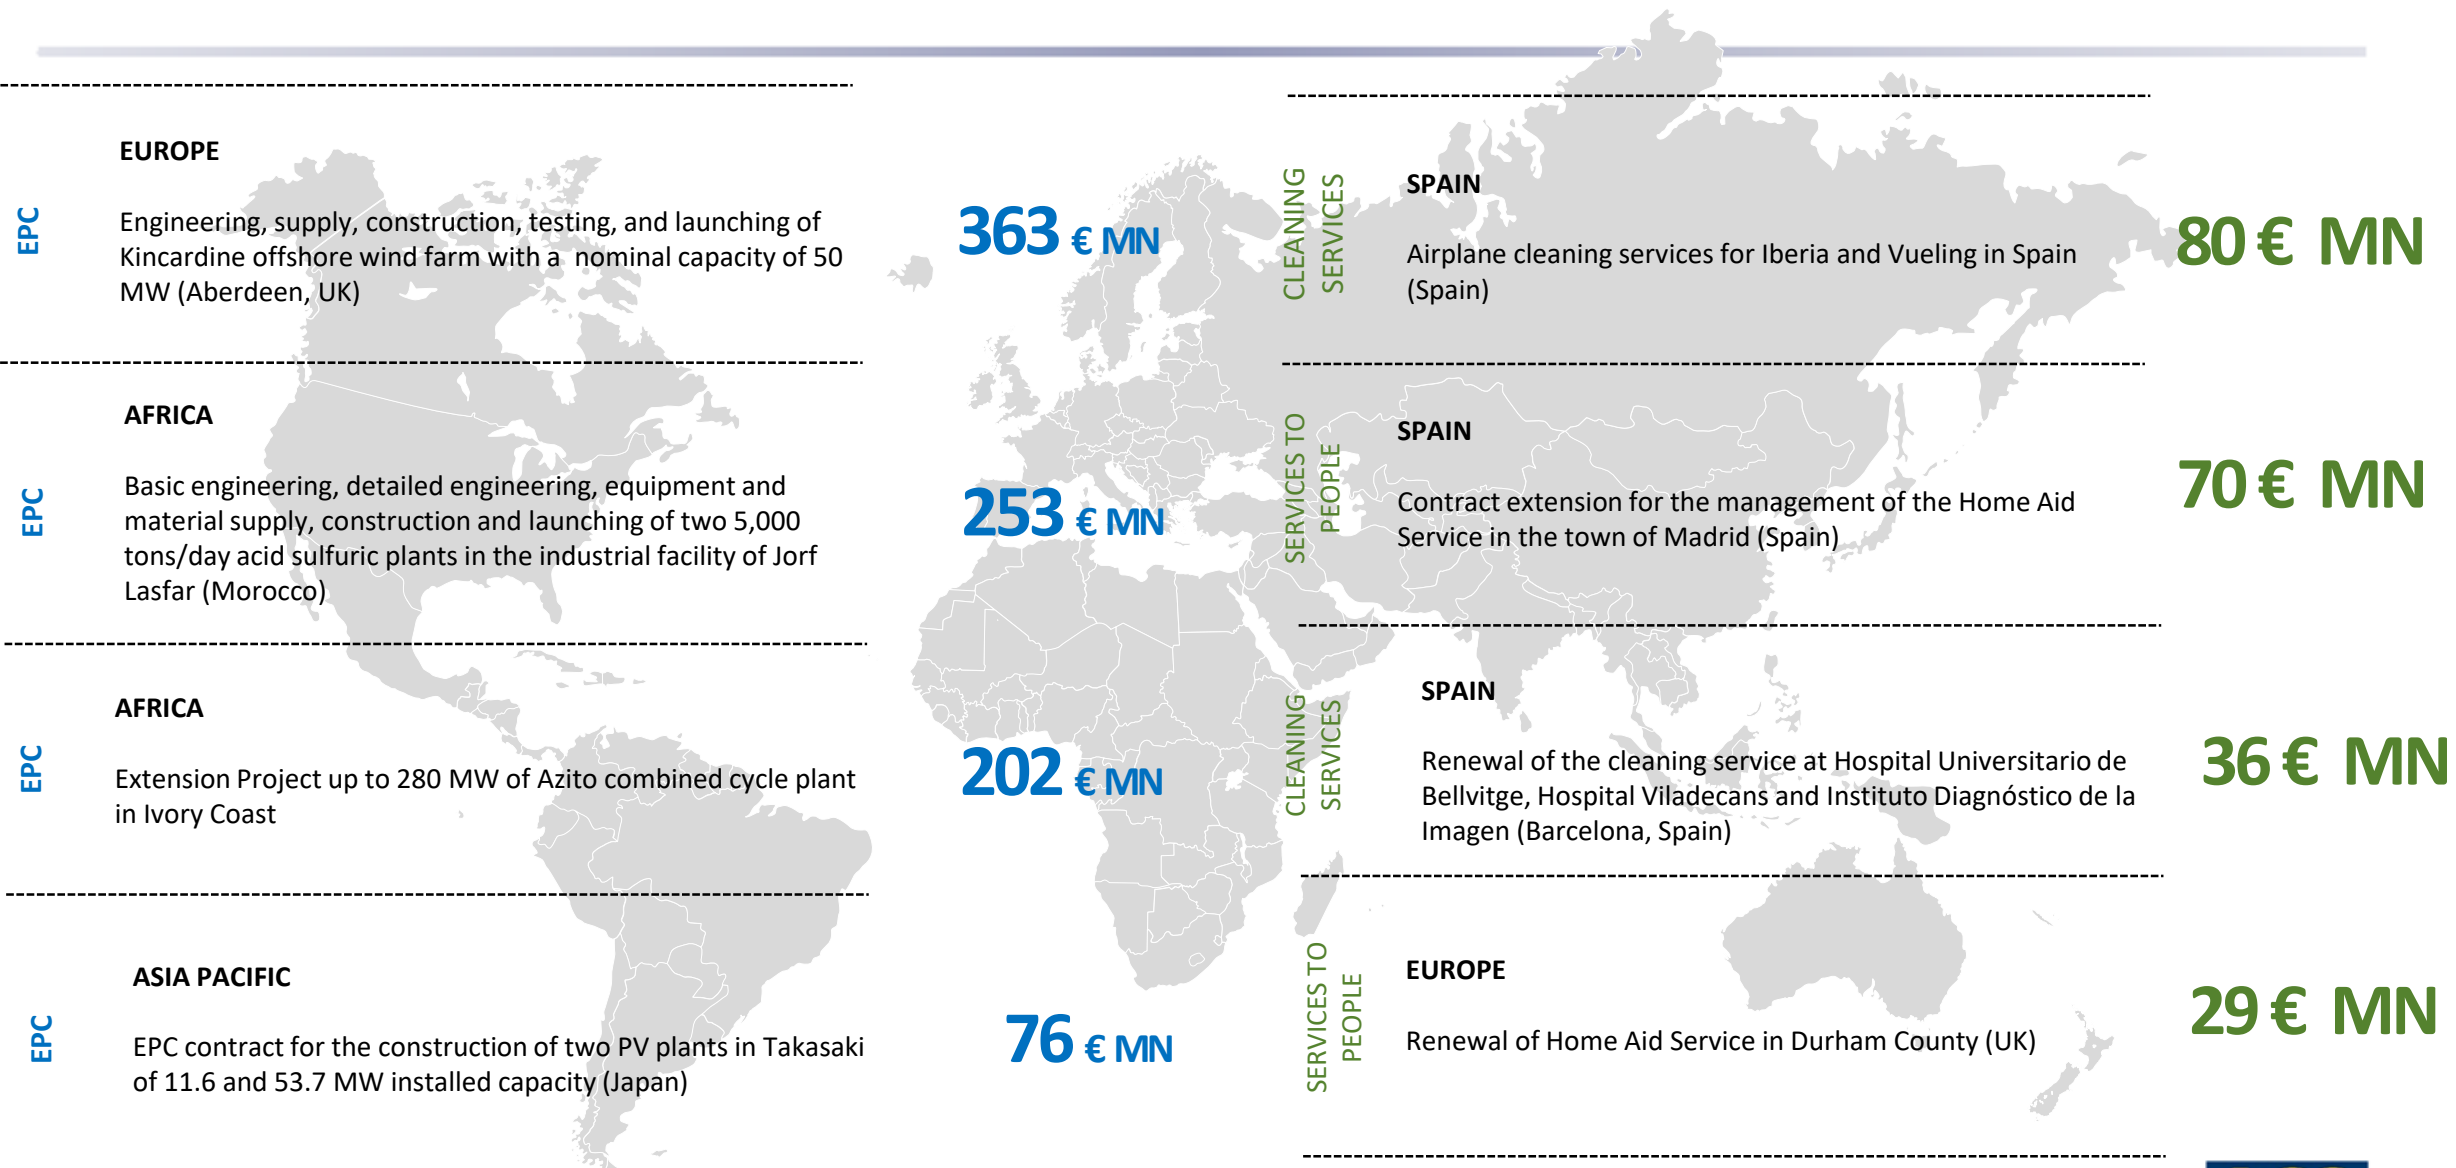 EPC
EUROPE
Engineering, supply, construction, testing, and launching of
Kincardine offshore wind farm with a nominal capacity of 50
MW (Aberdeen, UK)
363 € MN
EPC
AFRICA
Basic engineering, detailed engineering, equipment and
material supply, construction and launching of two 5,000
tons/day acid sulfuric plants in the industrial facility of Jorf
Lasfar (Morocco)
253 € MN
EPC
AFRICA
Extension Project up to 280 MW of Azito combined cycle plant
in Ivory Coast
202 € MN
EPC
ASIA PACIFIC
EPC contract for the construction of two PV plants in Takasaki
of 11.6 and 53.7 MW installed capacity (Japan)
76 € MN
CLEANING
SERVICES
SPAIN
Airplane cleaning services for Iberia and Vueling in Spain
(Spain)
80 € MN
SERVICES TO
PEOPLE
SPAIN
Contract extension for the management of the Home Aid
Service in the town of Madrid (Spain)
70 € MN
CLEANING
SERVICES
SPAIN
Renewal of the cleaning service at Hospital Universitario de
Bellvitge, Hospital Viladecans and Instituto Diagnóstico de la
Imagen (Barcelona, Spain)
36 € MN
SERVICES TO
PEOPLE
EUROPE
Renewal of Home Aid Service in Durham County (UK)
29 € MN